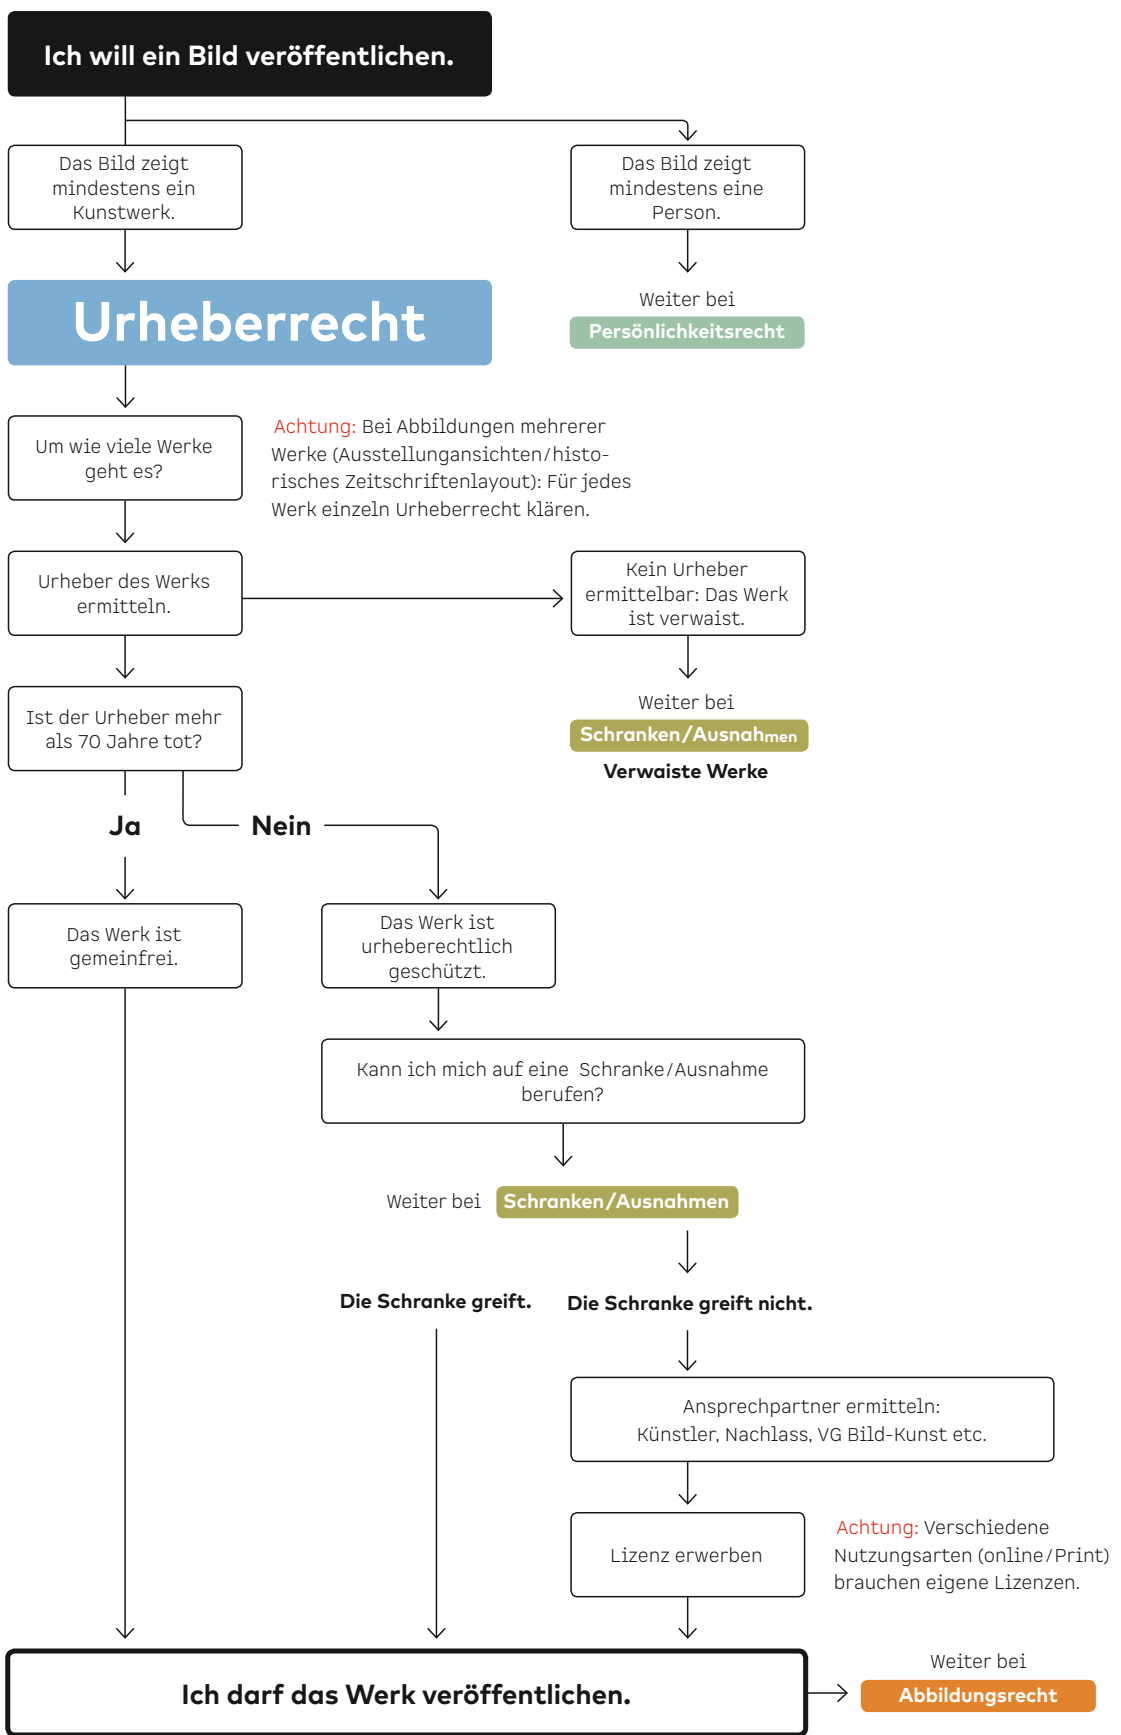 Ich will ein Bild veröffentlichen.
Das Bild zeigt
mindestens ein
Kunstwerk.
Das Bild zeigt
mindestens eine
Person.
Urheberrecht
Weiter bei
Persönlichkeitsrecht
Um wie viele Werke
geht es?
Achtung: Bei Abbildungen mehrerer
Werke (Ausstellungansichten/histo-
risches Zeitschriftenlayout): Für jedes
Werk einzeln Urheberrecht klären.
Urheber des Werks
ermitteln.
Kein Urheber
ermittelbar: Das Werk
ist verwaist.
Weiter bei
Schranken/Ausnahmen
Verwaiste Werke
Ist der Urheber mehr
als 70 Jahre tot?
Ja
Nein
Das Werk ist
gemeinfrei.
Das Werk ist
urheberechtlich
geschützt.
Kann ich mich auf eine Schranke/Ausnahme
berufen?
Weiter bei Schranken/Ausnahmen
Die Schranke greift.
Die Schranke greift nicht.
Ansprechpartner ermitteln:
Künstler, Nachlass, VG Bild-Kunst etc.
Lizenz erwerben
Achtung: Verschiedene
Nutzungsarten (online/Print)
brauchen eigene Lizenzen.
Ich darf das Werk veröffentlichen.
Weiter bei
Abbildungsrecht